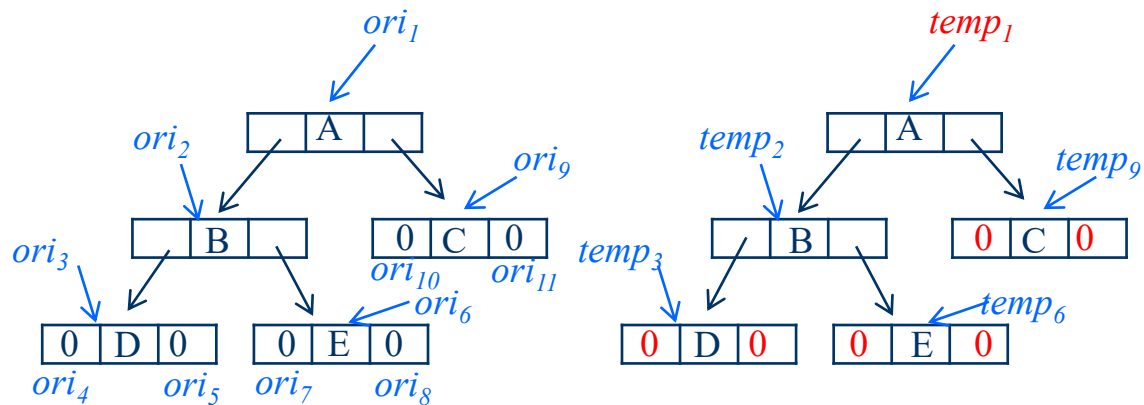 ori₁ temp₁
A A
ori₂ temp₂
ori₉ temp₉
B 0 C 0 B 0 C 0
ori₃ ori₁₀ ori₁₁ temp₃
ori₆ temp₆
0 D 0 0 E 0 0 D 0 0 E 0
ori₄ ori₅ ori₇ ori₈